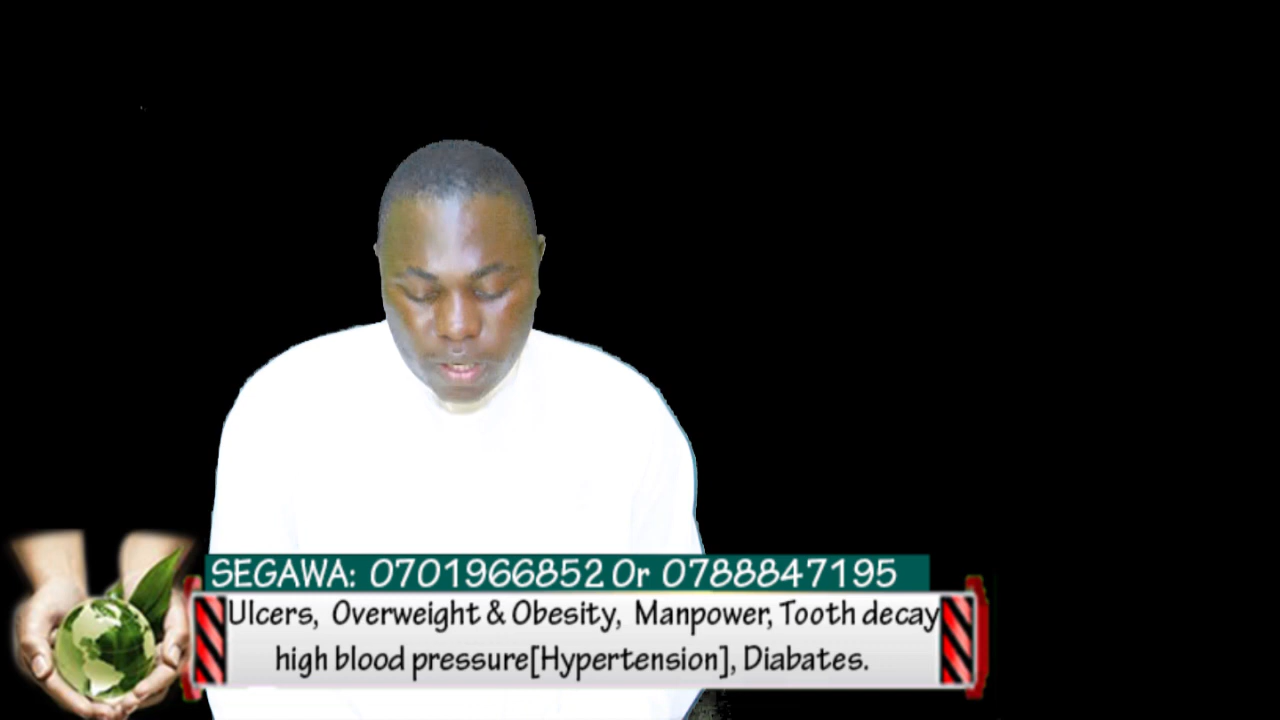 SEGAWA: 0701966852 Or 0788847195
Ulcers, Overweight & Obesity, Manpower, Tooth decay
high blood pressure[Hypertension], Diabates.